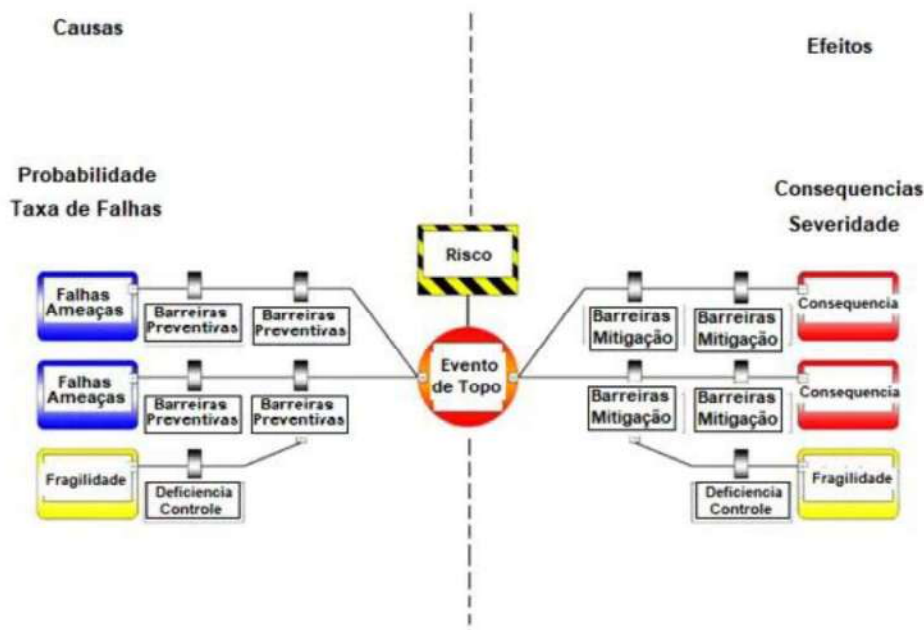 Causas
Efeitos
Probabilidade
Taxa de Falhas
Consequencias
Severidade
Risco
Falhas
Ameaças
Barreiras
Preventivas
Barreiras
Preventivas
Barreiras
Mitigação
Barreiras
Mitigação
Consequencia
Evento
de Topo
Falhas
Ameaças
Barreiras
Preventivas
Barreiras
Preventivas
Barreiras
Mitigação
Barreiras
Mitigação
Consequencia
Fragilidade
Deficiencia
Controle
Deficiencia
Controle
Fragilidade